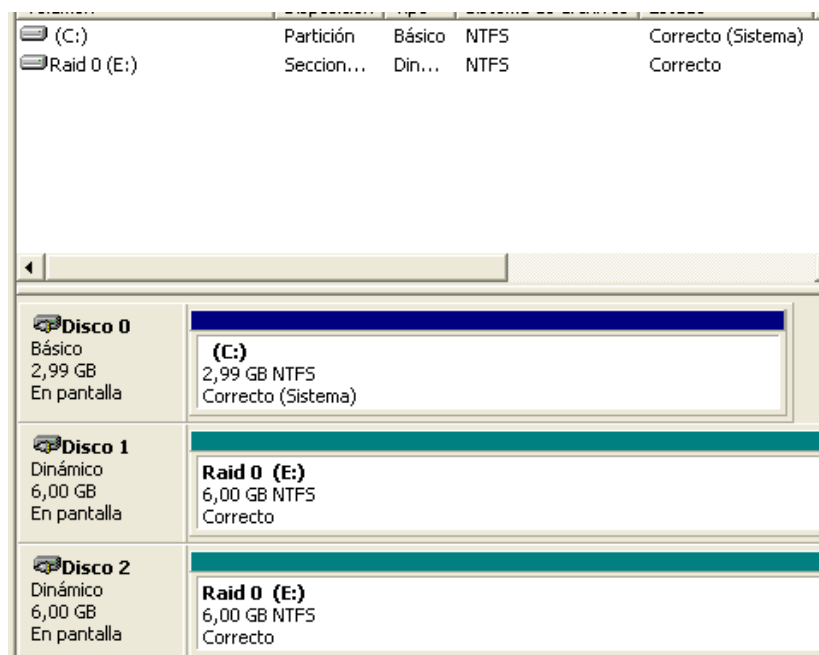 (C:) Partición Básico NTFS Correcto (Sistema)
Raid 0 (E:) Seccion... Din... NTFS Correcto
Disco 0
Básico
2,99 GB
En pantalla
(C:)
2,99 GB NTFS
Correcto (Sistema)
Disco 1
Dinámico
6,00 GB
En pantalla
Raid 0 (E:)
6,00 GB NTFS
Correcto
Disco 2
Dinámico
6,00 GB
En pantalla
Raid 0 (E:)
6,00 GB NTFS
Correcto